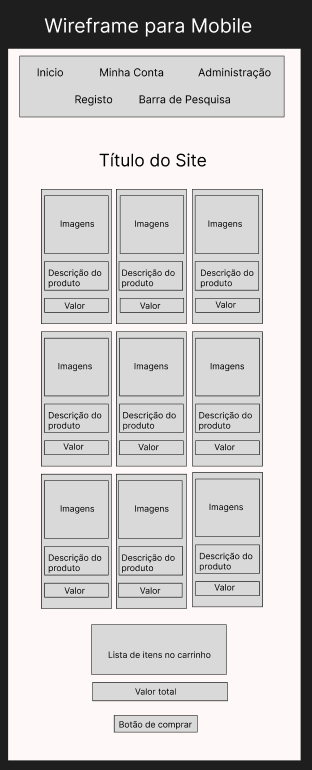 Wireframe para Mobile
Inicio Minha Conta Administração
Registo Barra de Pesquisa
Título do Site
Imagens Imagens Imagens
Descrição do Descrição do Descrição do
produto produto produto
Valor Valor Valor
Imagens Imagens Imagens
Descrição do Descrição do Descrição do
produto produto produto
Valor Valor Valor
Imagens Imagens Imagens
Descrição do Descrição do Descrição do
produto produto produto
Valor Valor Valor
Lista de itens no carrinho
Valor total
Botão de comprar